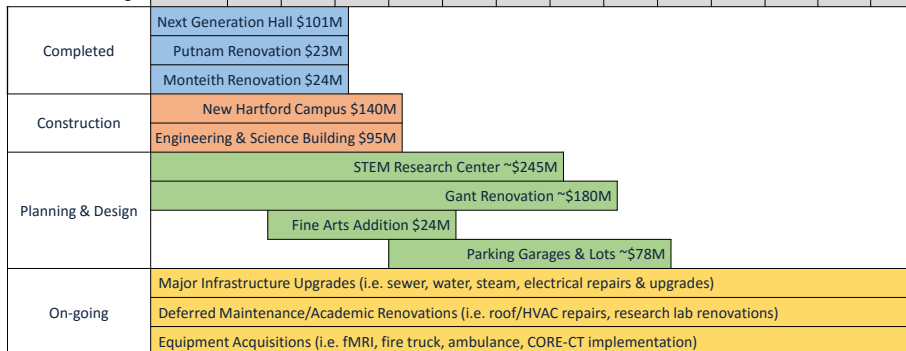 Completed
Next Generation Hall $101M
Putnam Renovation $23M
Monteith Renovation $24M
Construction
New Hartford Campus $140M
Engineering & Science Building $95M
Planning & Design
STEM Research Center ~$245M
Gant Renovation ~$180M
Fine Arts Addition $24M
Parking Garages & Lots ~$78M
On-going
Major Infrastructure Upgrades (i.e. sewer, water, steam, electrical repairs & upgrades)
Deferred Maintenance/Academic Renovations (i.e. roof/HVAC repairs, research lab renovations)
Equipment Acquisitions (i.e. fMRI, fire truck, ambulance, CORE-CT implementation)